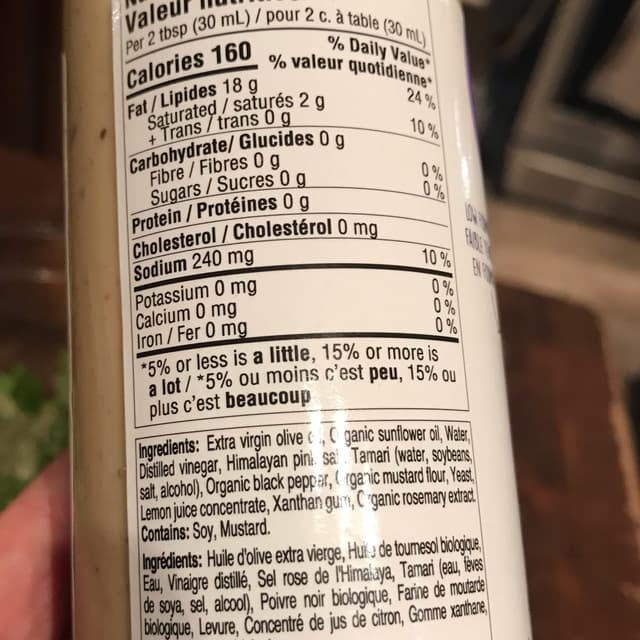 Valeur
Per 2 tbsp (30 mL) / pour 2 c. à table (30 mL)
Calories 160
% Daily Value*
% valeur quotidienne*
Fat / Lipides 18 g 24 %
Saturated / saturés 2 g
+ Trans / trans 0 g 10 %
Carbohydrate/ Glucides 0 g
Fibre / Fibres 0 g 0 %
Sugars / Sucres 0 g 0 %
Protein / Protéines 0 g
Cholesterol / Cholestérol 0 mg
Sodium 240 mg 10 %
Potassium 0 mg 0 %
Calcium 0 mg 0 %
Iron / Fer 0 mg 0 %
*5% or less is a little, 15% or more is
a lot / *5% ou moins c'est peu, 15% ou
plus c'est beaucoup
Ingredients: Extra virgin olive oil, Organic sunflower oil, Water,
Distilled vinegar, Himalayan pink salt, Tamari (water, soybeans,
salt, alcohol), Organic black pepper, Organic mustard flour, Yeast,
Lemon juice concentrate, Xanthan gum, Organic rosemary extract.
Contains: Soy, Mustard.
Ingrédients: Huile d'olive extra vierge, Huile de tournesol biologique,
Eau, Vinaigre distillé, Sel rose de l'Himalaya, Tamari (eau, fèves
de soya, sel, alcool), Poivre noir biologique, Farine de moutarde
biologique, Levure, Concentré de jus de citron, Gomme xanthane,
LOW
EN